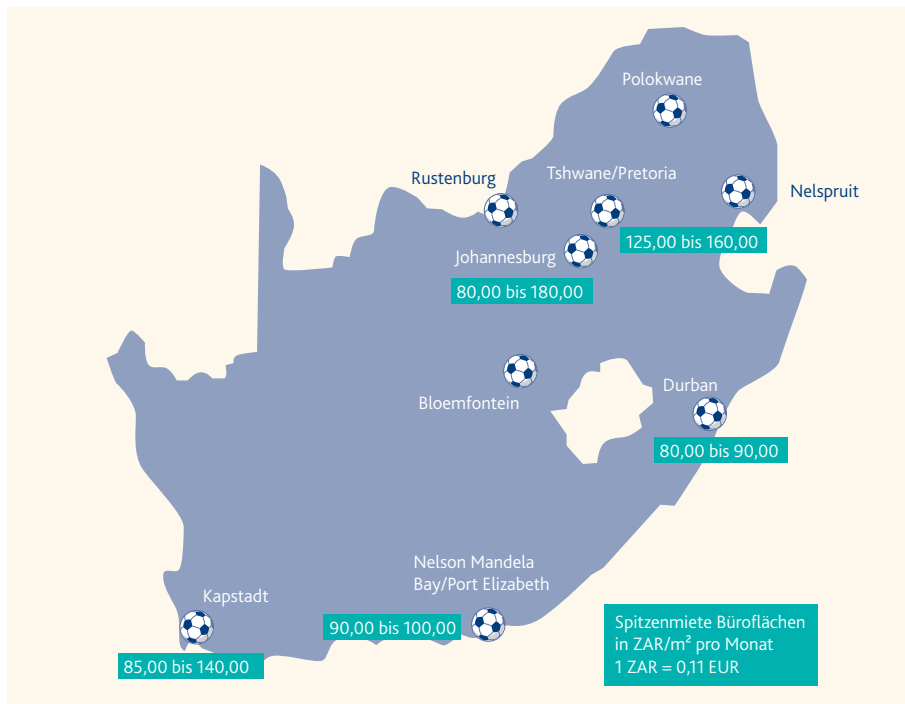 Polokwane
Tshwane/Pretoria
Rustenburg
Nelspruit
125,00 bis 160,00
Johannesburg
80,00 bis 180,00
Durban
Bloemfontein
80,00 bis 90,00
Nelson Mandela
Bay/Port Elizabeth
Kapstadt
90,00 bis 100,00
85,00 bis 140,00
Spitzenmiete Büroflächen
in ZAR/m² pro Monat
1 ZAR = 0,11 EUR